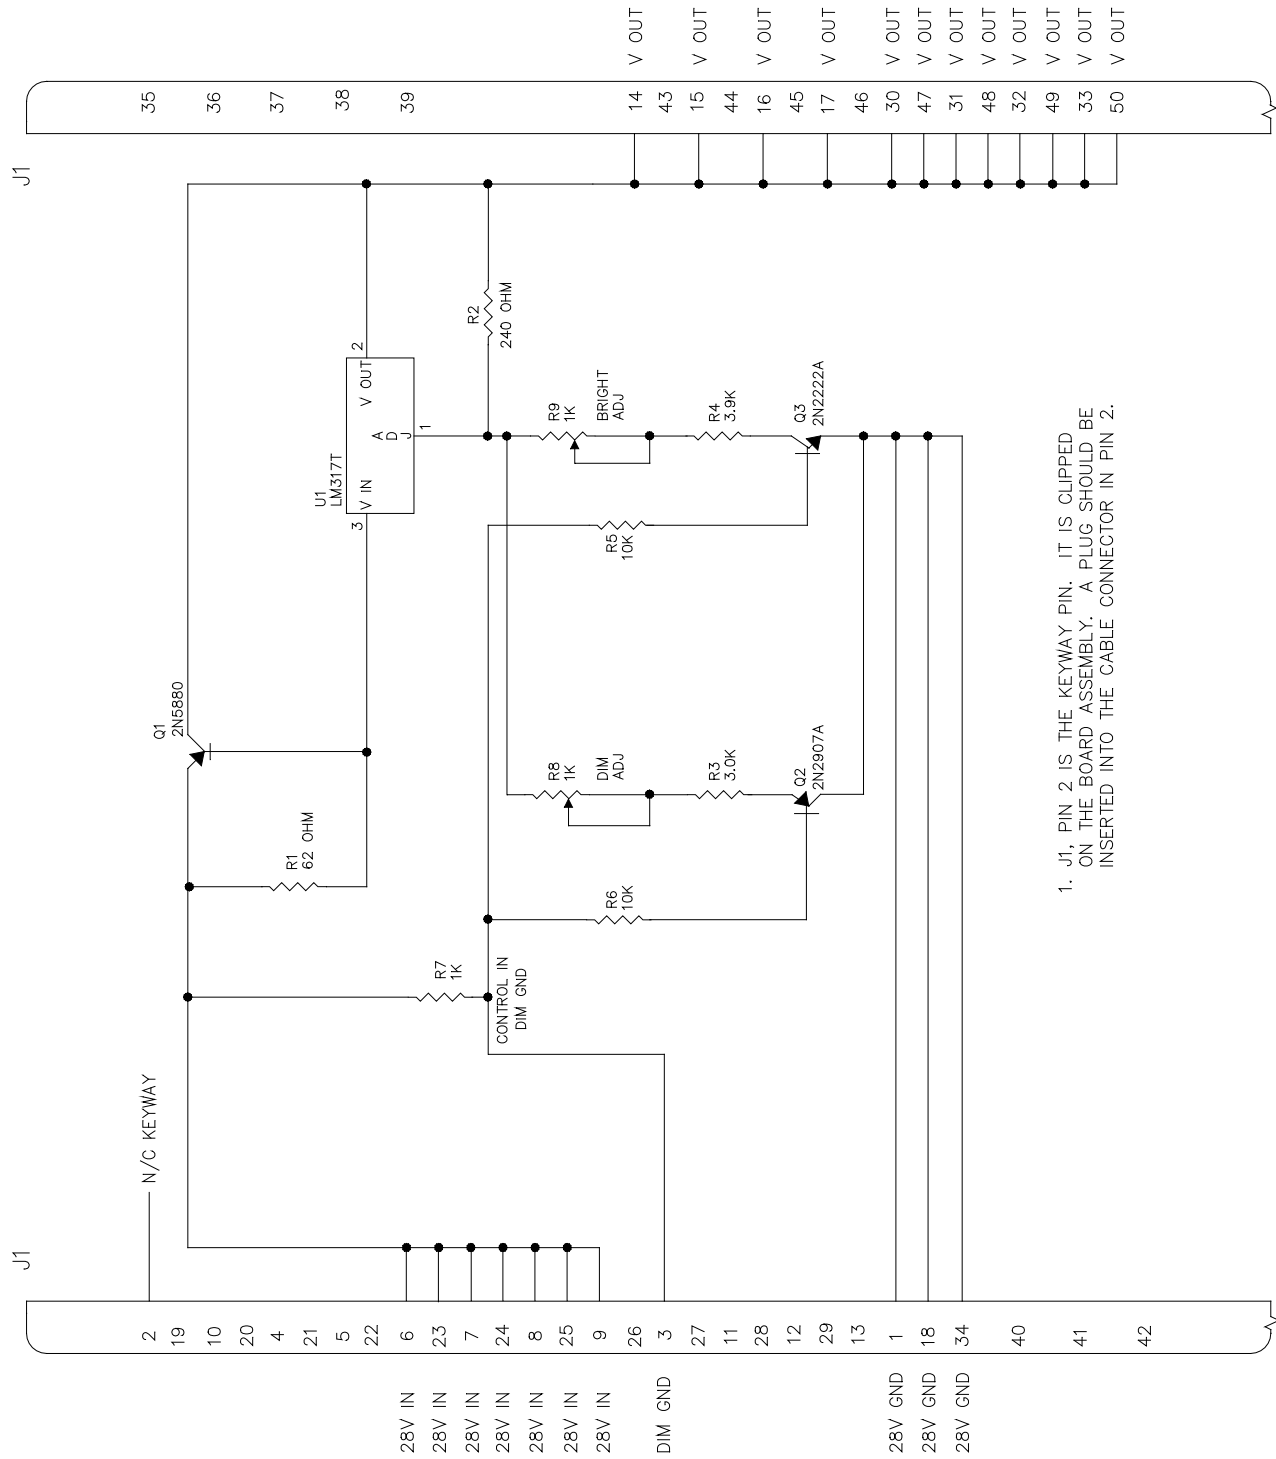 J1
2 N/C KEYWAY
19
10
20
4
21
5
22
28V IN 6
28V IN 23
28V IN 7
28V IN 24
28V IN 8
28V IN 25
28V IN 9
26
DIM GND 3
27
11
28
12
29
13
28V GND 1
28V GND 18
28V GND 34
40
41
42
Q1
2N5880
R1
62 OHM
R7
1K
CONTROL IN
DIM GND
U1
LM317T
3 V IN
V OUT 2
A
D
J
1
R2
240 OHM
R8
1K
DIM
ADJ
R9
1K
BRIGHT
ADJ
R6
10K
R5
10K
R3
3.0K
R4
3.9K
Q2
2N2907A
Q3
2N2222A
J1
35
36
37
38
39
14 V OUT
43
15 V OUT
44
16 V OUT
45
17 V OUT
46
30 V OUT
47 V OUT
31 V OUT
48 V OUT
32 V OUT
49 V OUT
33 V OUT
50 V OUT
1. J1, PIN 2 IS THE KEYWAY PIN. IT IS CLIPPED
ON THE BOARD ASSEMBLY. A PLUG SHOULD BE
INSERTED INTO THE CABLE CONNECTOR IN PIN 2.